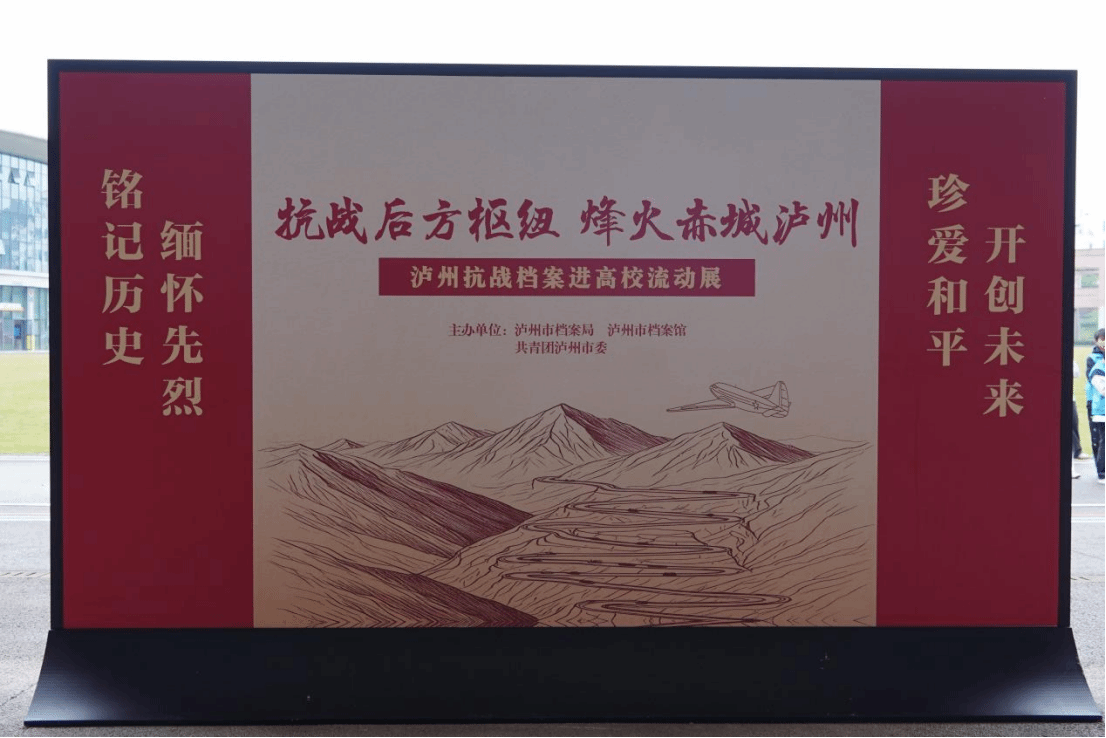 铭记历史
缅怀先烈
抗战后方枢纽 烽火赤城泸州
泸州抗战档案进高校流动展
主办单位：泸州市档案局 泸州市档案馆
共青团泸州市委
珍爱和平
开创未来